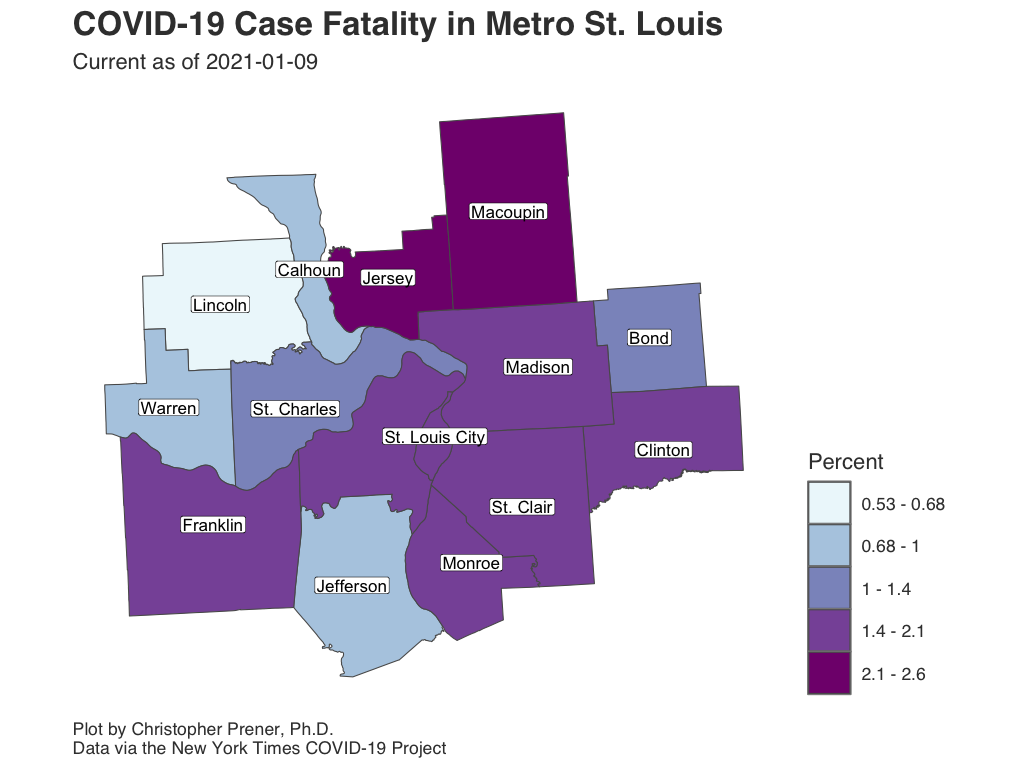 COVID-19 Case Fatality in Metro St. Louis
Current as of 2021-01-09
Macoupin
Calhoun
Jersey
Lincoln
Bond
Madison
Warren
St. Charles
St. Louis City
Clinton
Franklin
St. Clair
Monroe
Jefferson
Percent
0.53 - 0.68
0.68 - 1
1 - 1.4
1.4 - 2.1
2.1 - 2.6
Plot by Christopher Prener, Ph.D.
Data via the New York Times COVID-19 Project